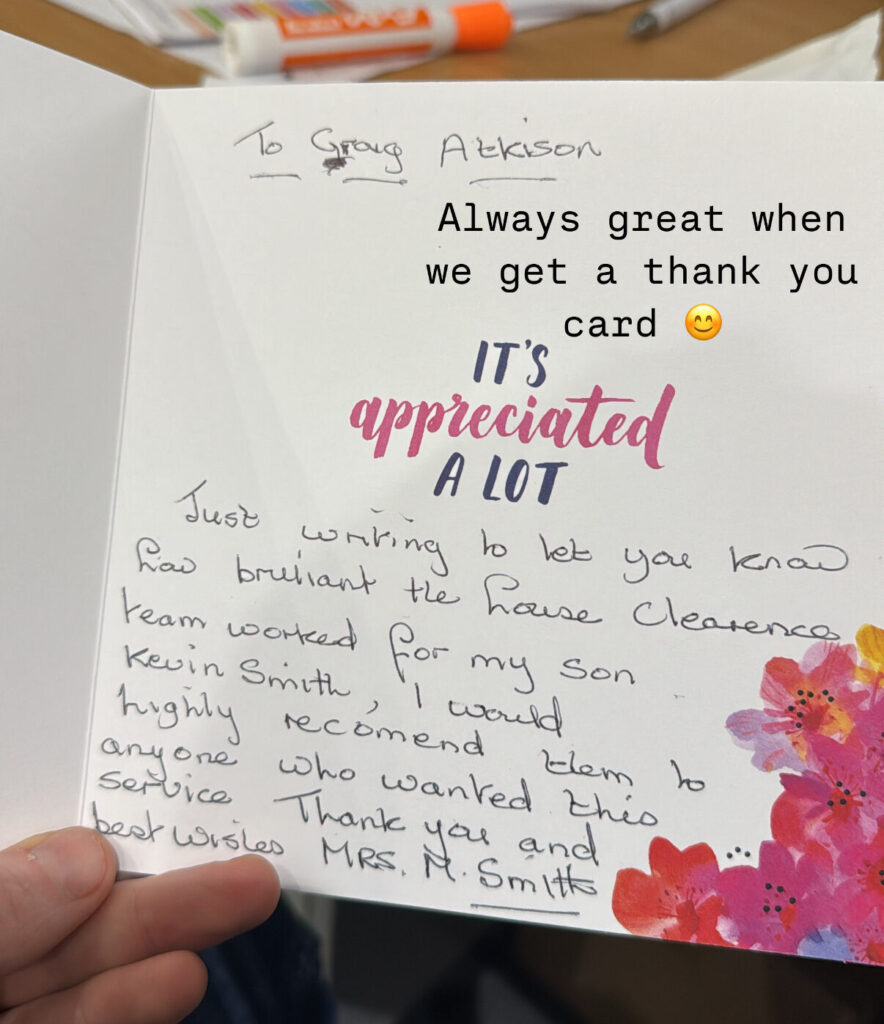 To Graig Atkison
Always great when
we get a thank you
card 😊
IT'S
appreciated
A LOT
Just writing to let you know
how bruliant the house Clearence
team worked for my son
Kevin Smith, I would
highly recomend them to
anyone who wanted this
service Thank you and
best wishes MRS. M. Smith